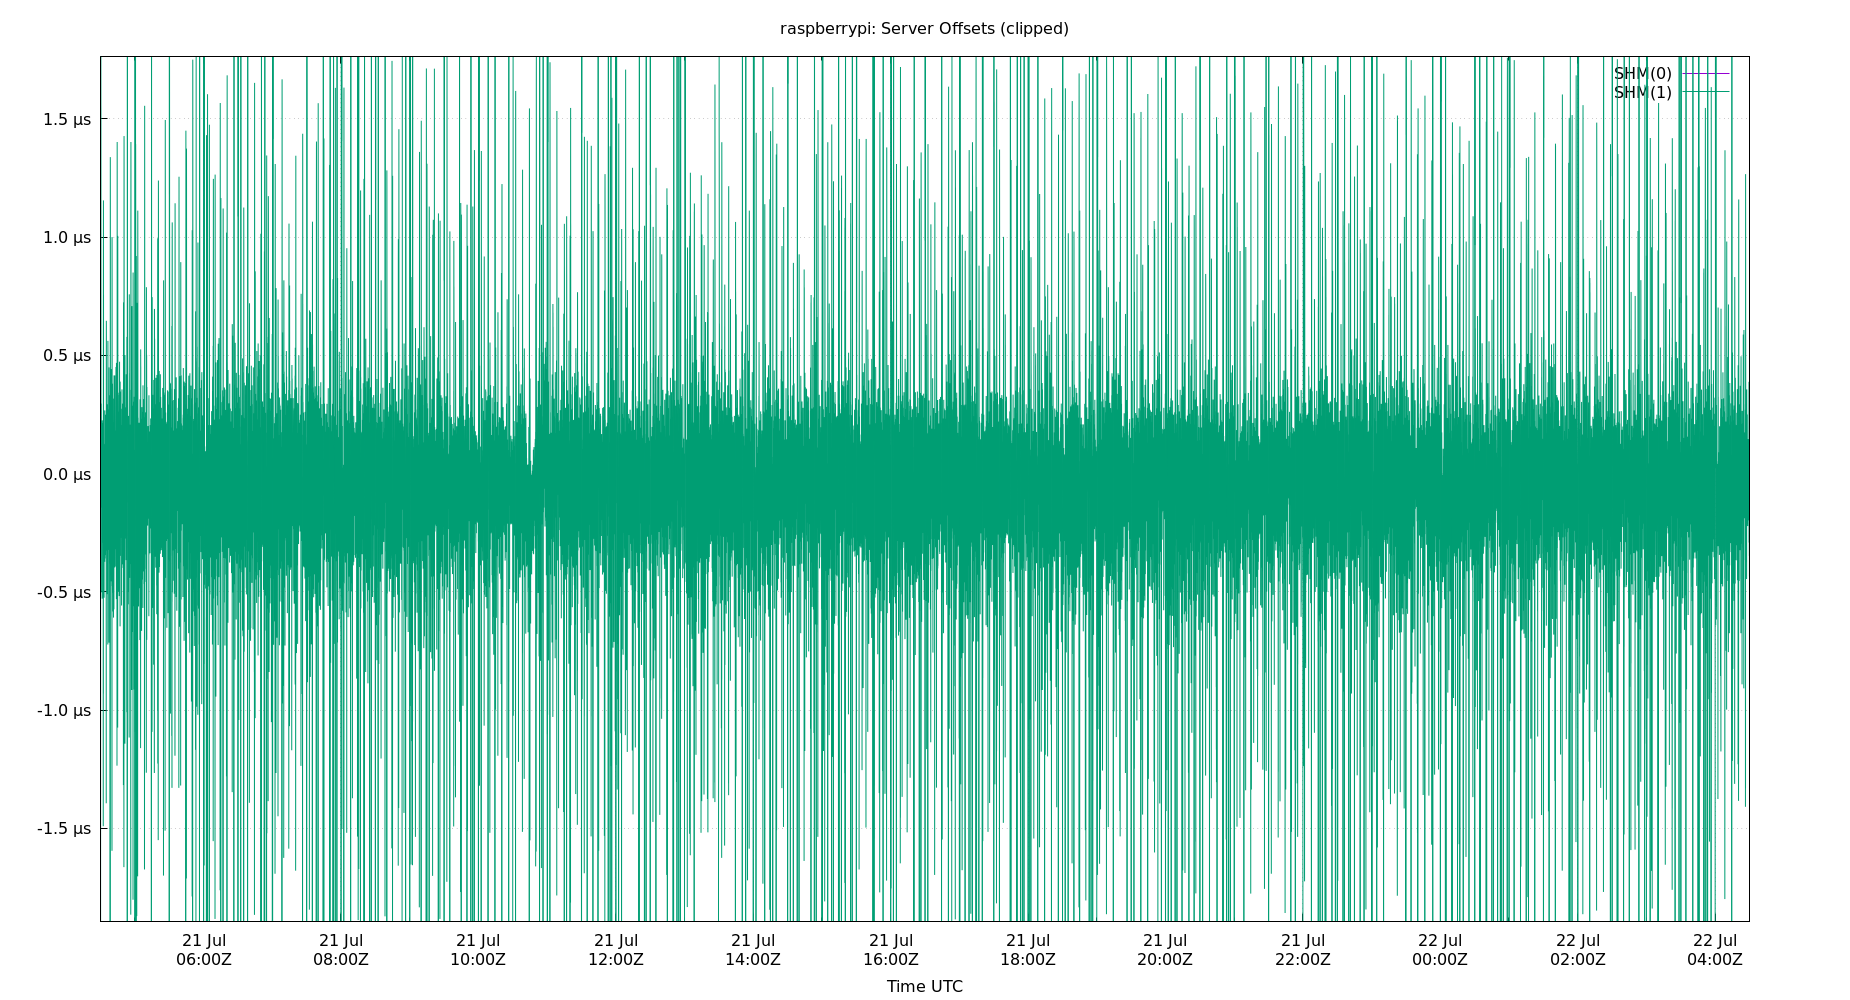 raspberrypi: Server Offsets (clipped)
SHM(0)
SHM(1)
1.5 µs
1.0 µs
0.5 µs
0.0 µs
-0.5 µs
-1.0 µs
-1.5 µs
21 Jul 21 Jul 21 Jul 21 Jul 21 Jul 21 Jul 21 Jul 21 Jul 21 Jul 22 Jul 22 Jul 22 Jul
06:00Z 08:00Z 10:00Z 12:00Z 14:00Z 16:00Z 18:00Z 20:00Z 22:00Z 00:00Z 02:00Z 04:00Z
Time UTC